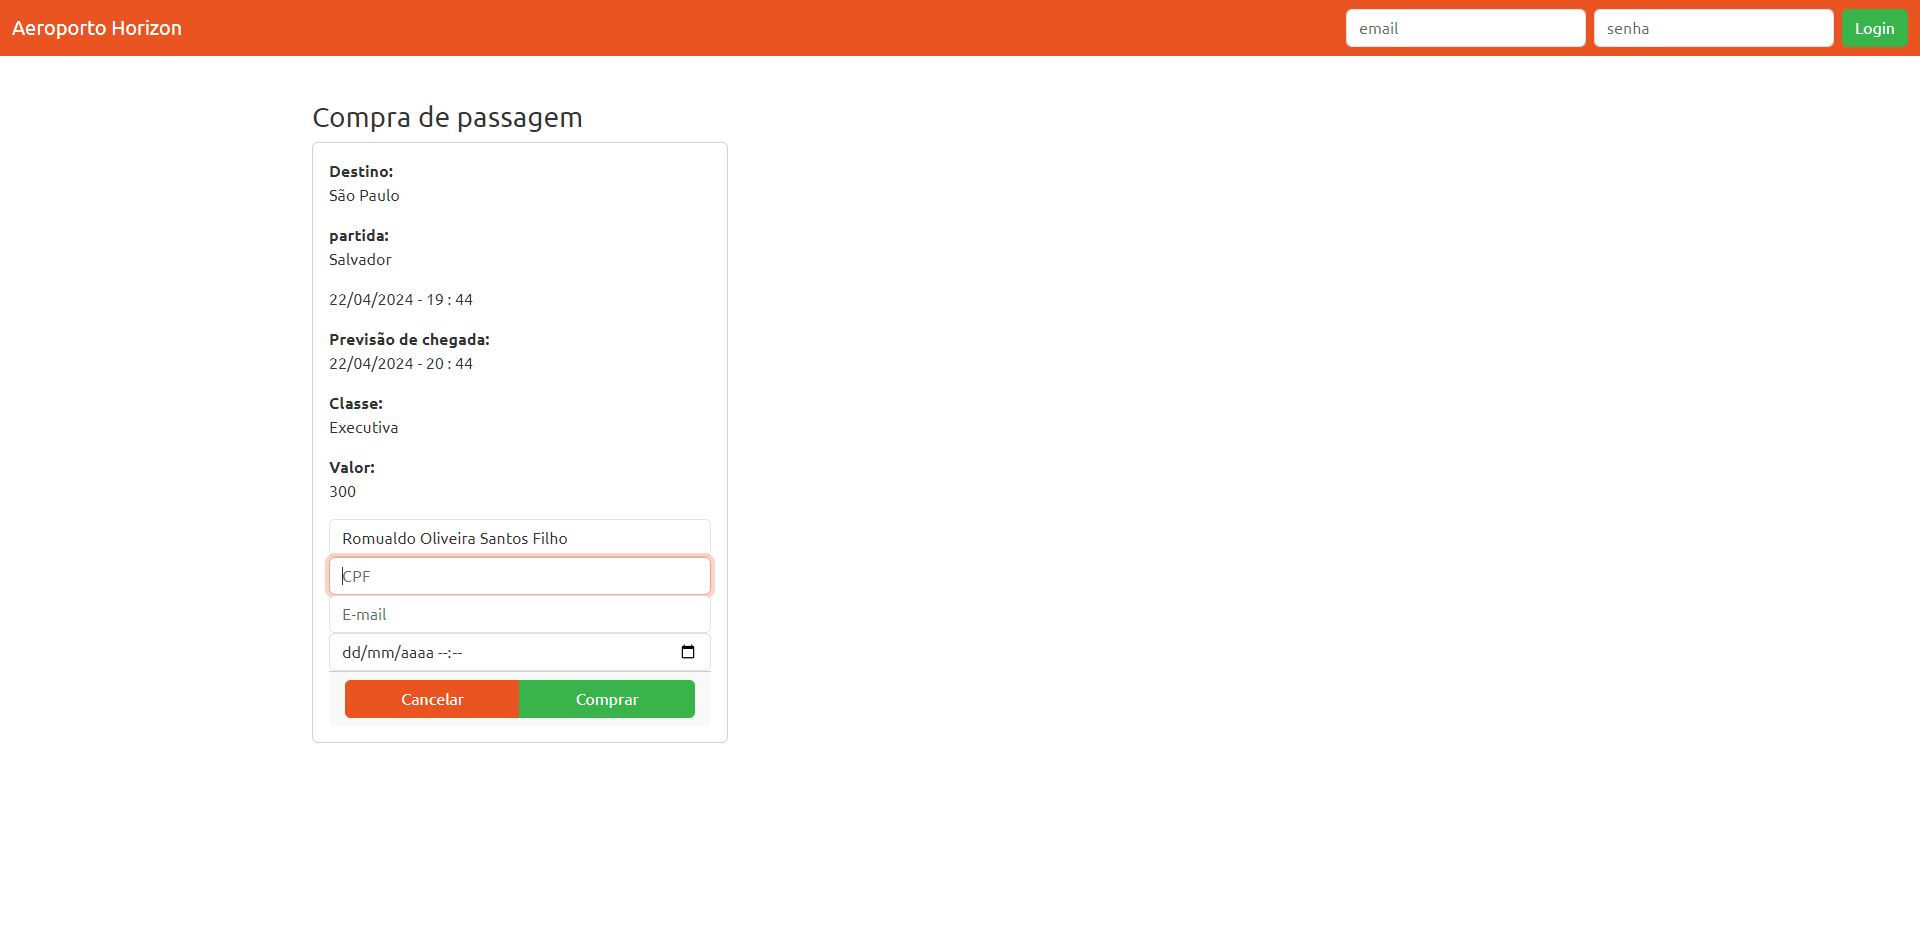 Aeroporto Horizon
email
senha
Login
Compra de passagem
Destino:
São Paulo
partida:
Salvador
22/04/2024 - 19 : 44
Previsão de chegada:
22/04/2024 - 20 : 44
Classe:
Executiva
Valor:
300
Romualdo Oliveira Santos Filho
CPF
E-mail
dd/mm/aaaa --:--
Cancelar
Comprar